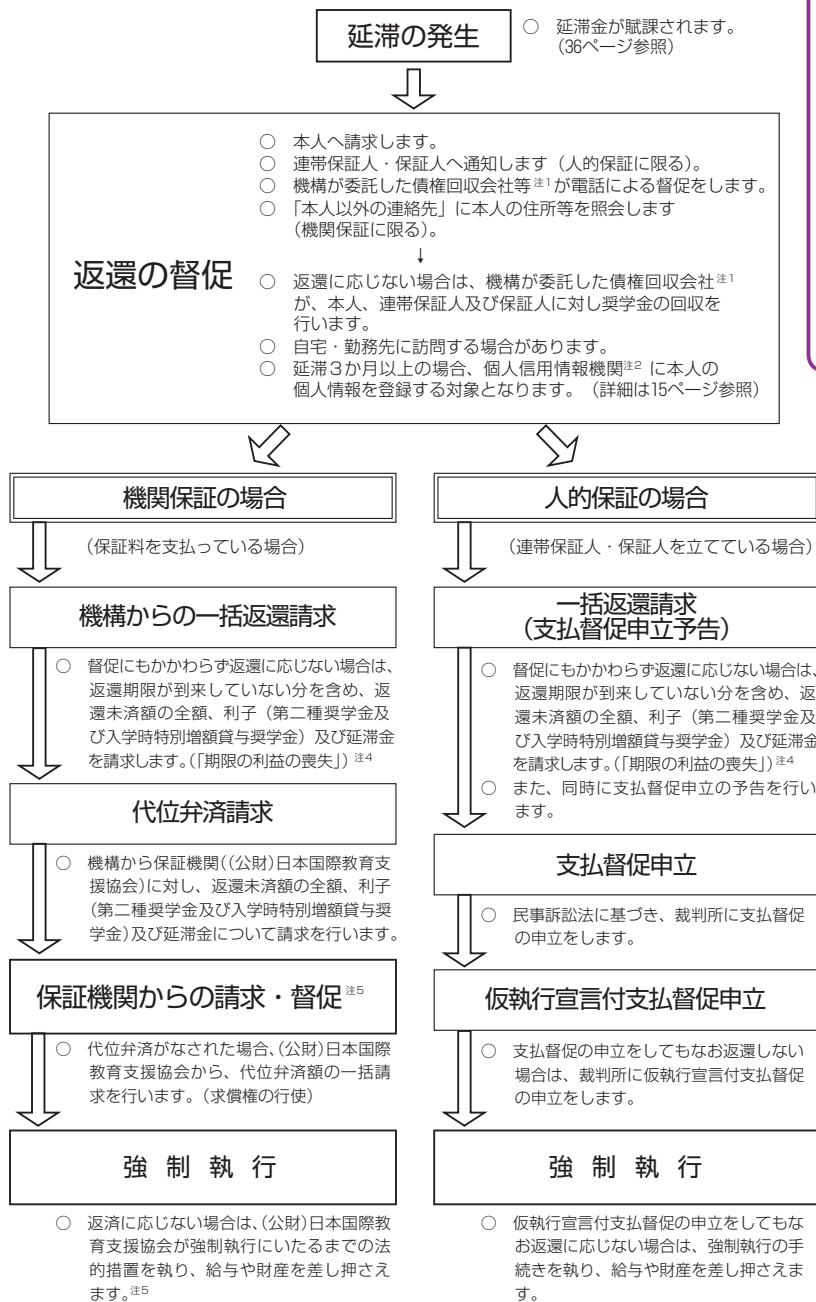 延滞の発生
○ 延滞金が賦課されます。
(36ページ参照)
返還の督促
○ 本人へ請求します。
○ 連帯保証人・保証人へ通知します（人的保証に限る）。
○ 機構が委託した債権回収会社等注1が電話による督促をします。
○ 「本人以外の連絡先」に本人の住所等を照会します
(機関保証に限る)。
↓
○ 返還に応じない場合は、機構が委託した債権回収会社注1
が、本人、連帯保証人及び保証人に対し奨学金の回収を
行います。
○ 自宅・勤務先に訪問する場合があります。
○ 延滞３か月以上の場合、個人信用情報機関注2 に本人の
個人情報を登録する対象となります。（詳細は15ページ参照）
機関保証の場合
（保証料を支払っている場合）
機構からの一括返還請求
○ 督促にもかかわらず返還に応じない場合は、
返還期限が到来していない分を含め、返
還未済額の全額、利子（第二種奨学金及
び入学時特別増額貸与奨学金）及び延滞金
を請求します。(「期限の利益の喪失」) 注4
代位弁済請求
○ 機構から保証機関((公財)日本国際教育支
援協会)に対し、返還未済額の全額、利子
(第二種奨学金及び入学時特別増額貸与奨
学金)及び延滞金について請求を行います。
保証機関からの請求・督促 注5
○ 代位弁済がなされた場合、(公財)日本国際
教育支援協会から、代位弁済額の一括請
求を行います。(求償権の行使)
強 制 執 行
○ 返済に応じない場合は、(公財)日本国際教
育支援協会が強制執行にいたるまでの法
的措置を執り、給与や財産を差し押さえ
ます。注5
人的保証の場合
（連帯保証人・保証人を立てている場合）
一括返還請求
（支払督促申立予告）
○ 督促にもかかわらず返還に応じない場合は、
返還期限が到来していない分を含め、返
還未済額の全額、利子（第二種奨学金及
び入学時特別増額貸与奨学金）及び延滞金
を請求します。(「期限の利益の喪失」) 注4
○ また、同時に支払督促申立の予告を行い
ます。
支払督促申立
○ 民事訴訟法に基づき、裁判所に支払督促
の申立をします。
仮執行宣言付支払督促申立
○ 支払督促の申立をしてもなお返還しない
場合は、裁判所に仮執行宣言付支払督促
の申立をします。
強 制 執 行
○ 仮執行宣言付支払督促の申立をしてもな
お返還に応じない場合は、強制執行の手
続きを執り、給与や財産を差し押さえま
す。